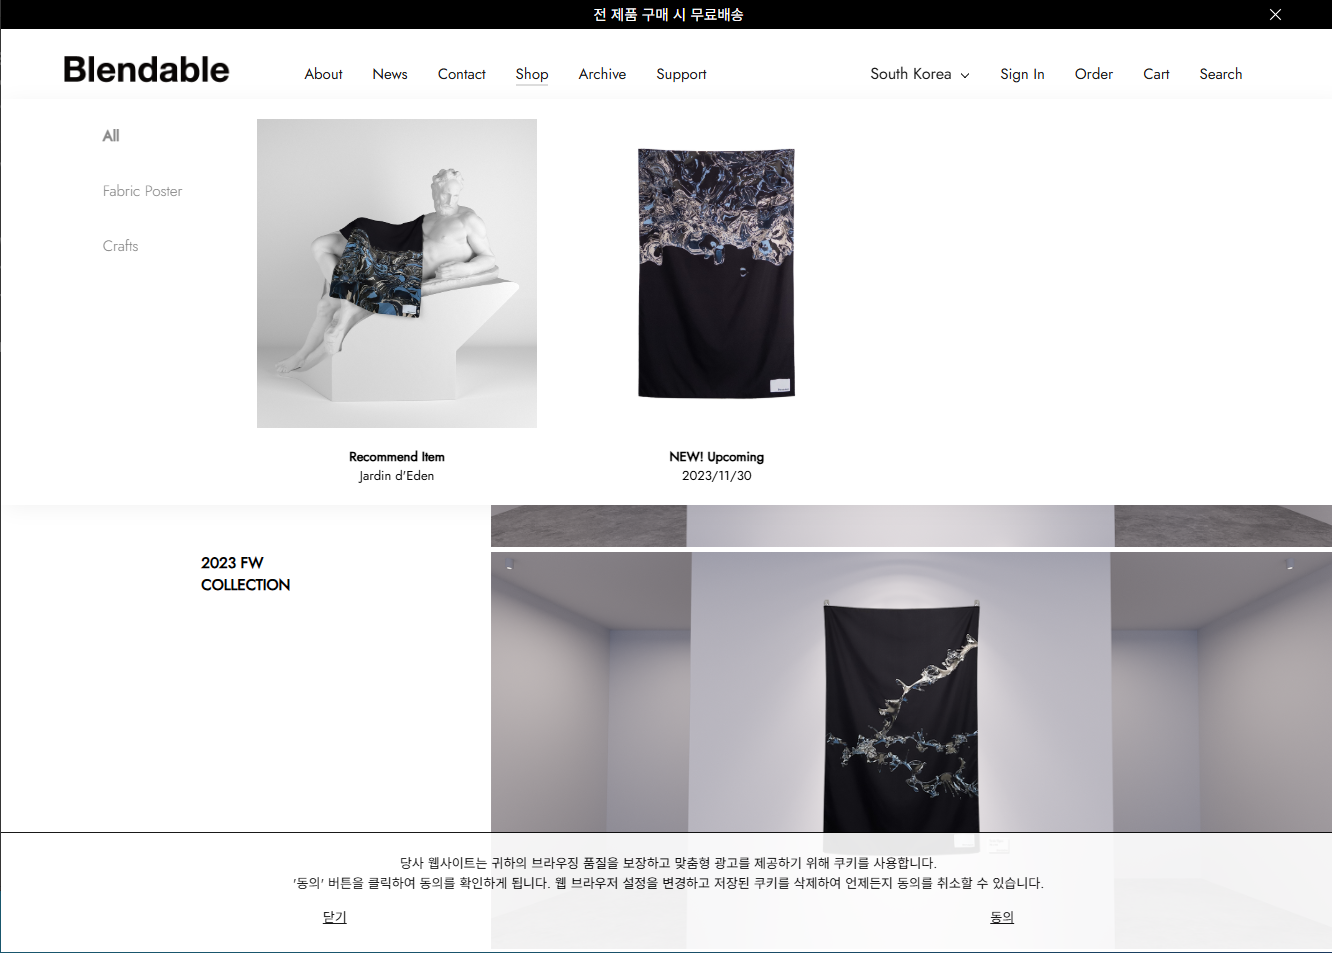 전 제품 구매 시 무료배송
Blendable
About News Contact Shop Archive Support South Korea Sign In Order Cart Search
All
Fabric Poster
Crafts
Recommend Item
Jardin d'Eden
NEW! Upcoming
2023/11/30
2023 FW
COLLECTION
당사 웹사이트는 귀하의 브라우징 품질을 보장하고 맞춤형 광고를 제공하기 위해 쿠키를 사용합니다.
'동의' 버튼을 클릭하여 동의를 확인하게 됩니다. 웹 브라우저 설정을 변경하고 저장된 쿠키를 삭제하여 언제든지 동의를 취소할 수 있습니다.
닫기 동의